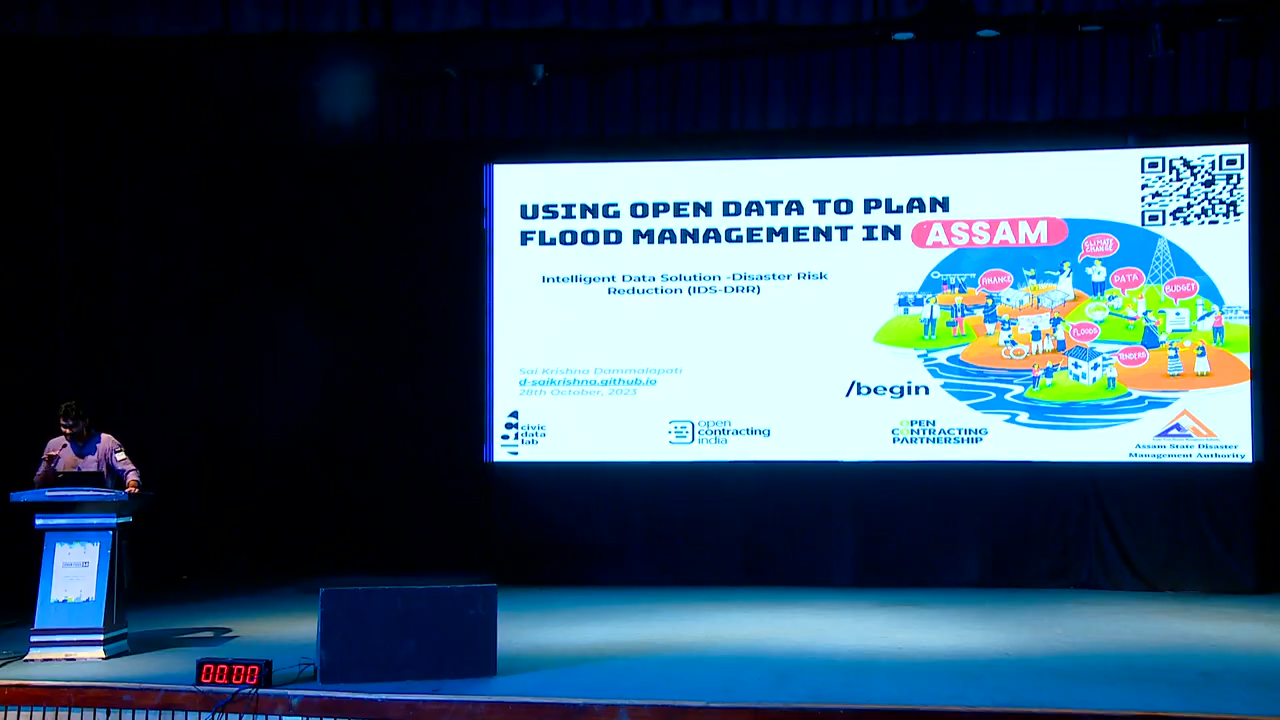 USING OPEN DATA TO PLAN
FLOOD MANAGEMENT IN ASSAM
Intelligent Data Solution -Disaster Risk
Reduction (IDS-DRR)
CLIMATE
CHANGE
FINANCE
DATA
BUDGET
FLOODS
TENDERS
Sai Krishna Dammalapati
d-saikrishna.github.io
28th October, 2023
/begin
civic
data
lab
open
contracting
india
OPEN
CONTRACTING
PARTNERSHIP
Assam State Disaster
Management Authority
00:00